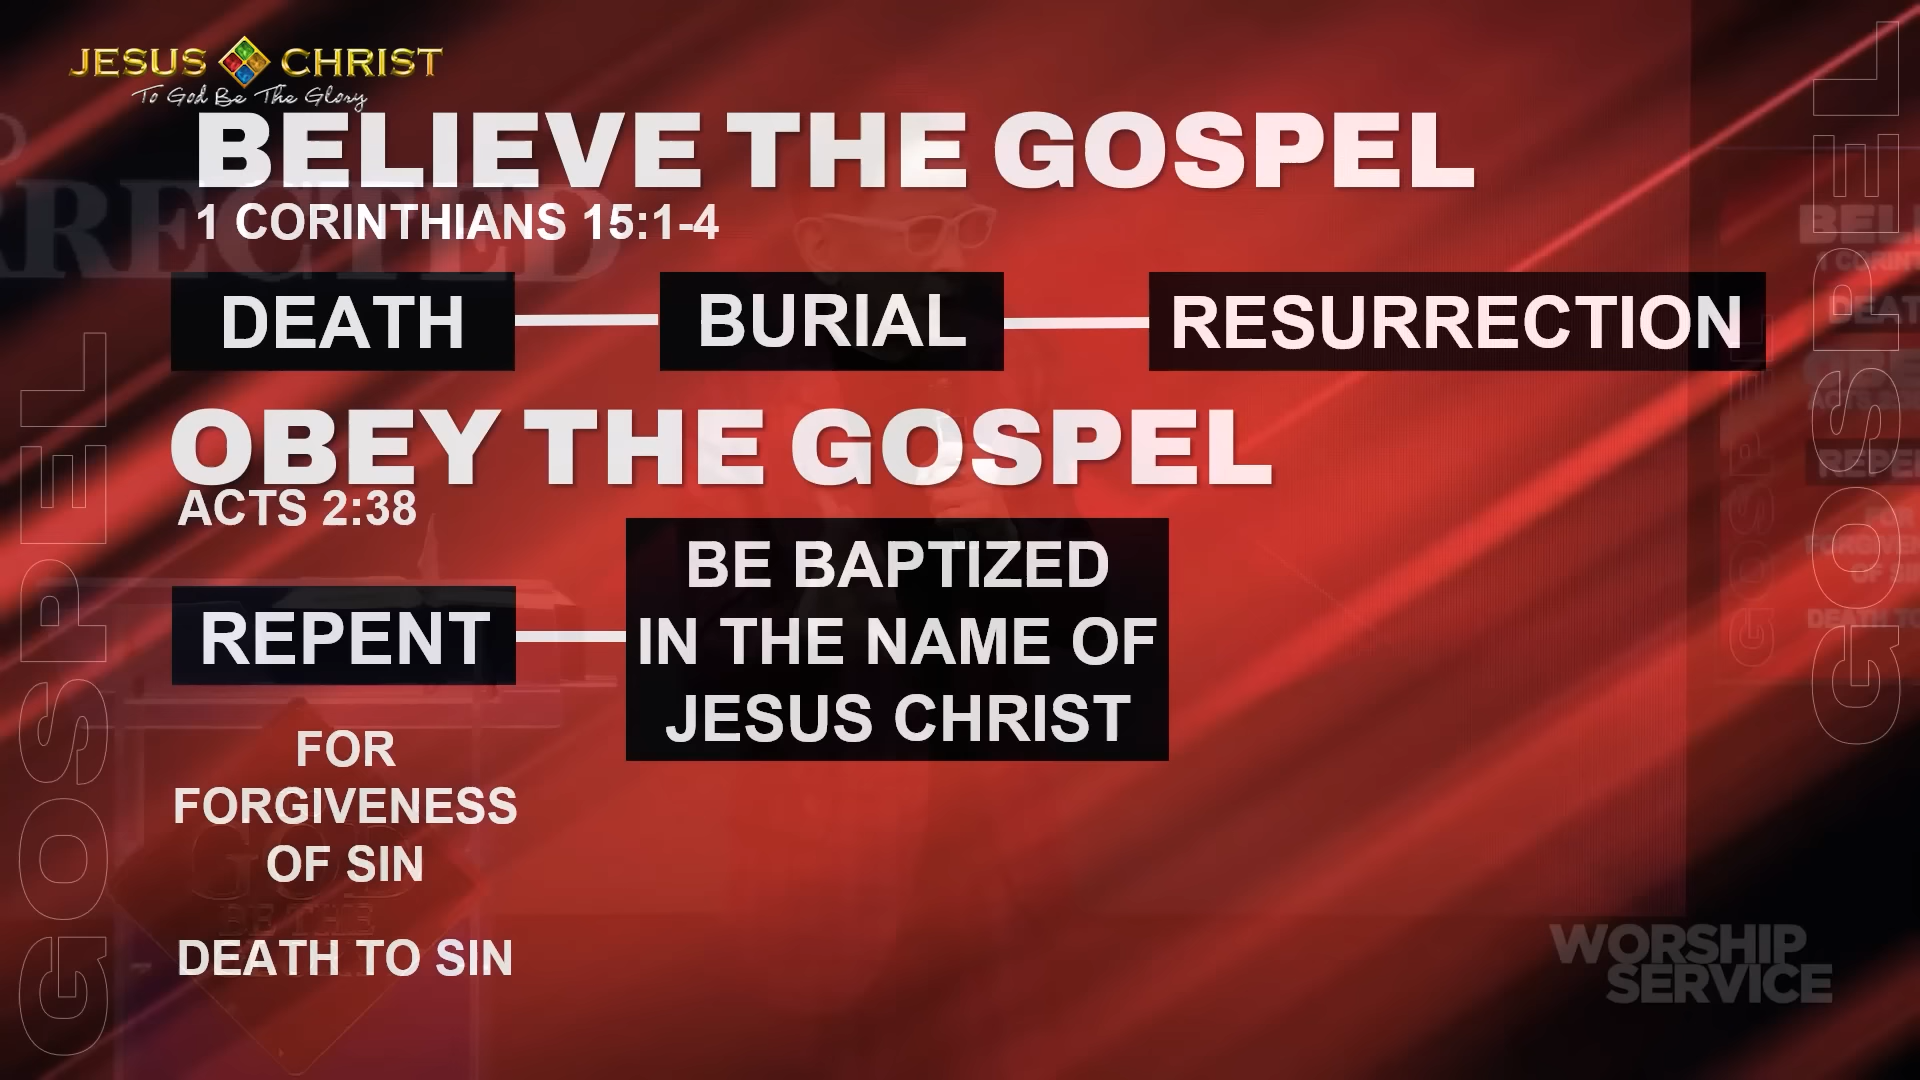 JESUS CHRIST
To God Be The Glory
BELIEVE THE GOSPEL
1 CORINTHIANS 15:1-4
DEATH
BURIAL
RESURRECTION
OBEY THE GOSPEL
ACTS 2:38
REPENT
BE BAPTIZED
IN THE NAME OF
JESUS CHRIST
FOR
FORGIVENESS
OF SIN
DEATH TO SIN
GOSPEL
GOSPEL
GOSPEL
WORSHIP
SERVICE